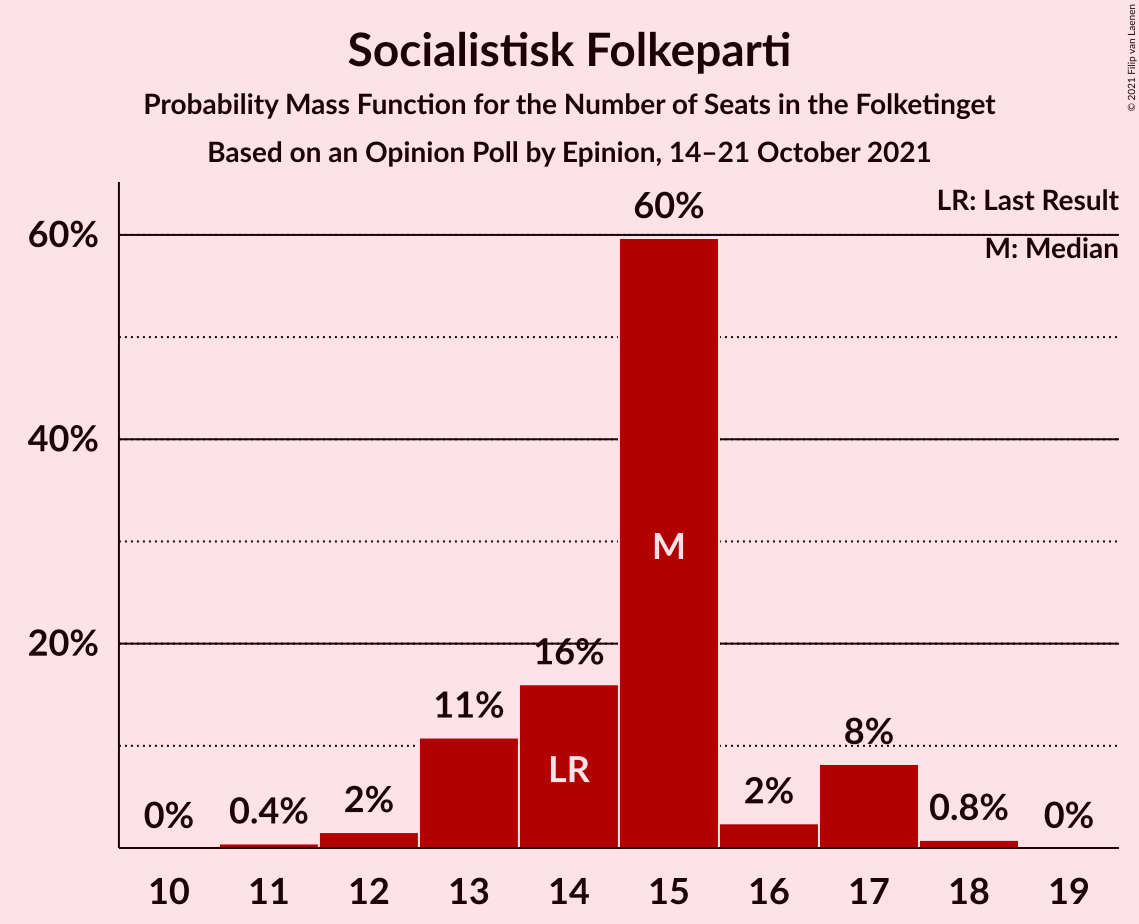 Socialistisk Folkeparti
Probability Mass Function for the Number of Seats in the Folketinget
Based on an Opinion Poll by Epinion, 14–21 October 2021
© 2021 Filip van Laenen
LR: Last Result
M: Median
60%
40%
20%
0%
0.4%
2%
11%
16%
60%
2%
8%
0.8%
0%
LR
M
10 11 12 13 14 15 16 17 18 19